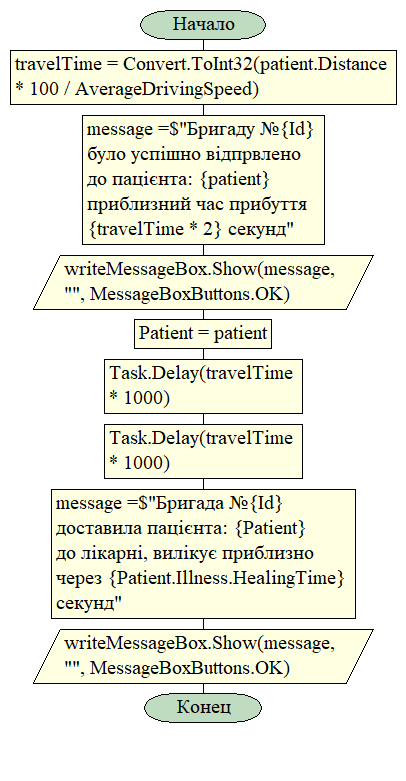 Начало
travelTime = Convert.ToInt32(patient.Distance
* 100 / AverageDrivingSpeed)
message =$"Бригаду №{Id}
було успішно відпрвлено
до пацієнта: {patient}
приблизний час прибуття
{travelTime * 2} секунд"
writeMessageBox.Show(message,
"", MessageBoxButtons.OK)
Patient = patient
Task.Delay(travelTime
* 1000)
Task.Delay(travelTime
* 1000)
message =$"Бригада №{Id}
доставила пацієнта: {Patient}
до лікарні, вилікує приблизно
через {Patient.Illness.HealingTime}
секунд"
writeMessageBox.Show(message,
"", MessageBoxButtons.OK)
Конец